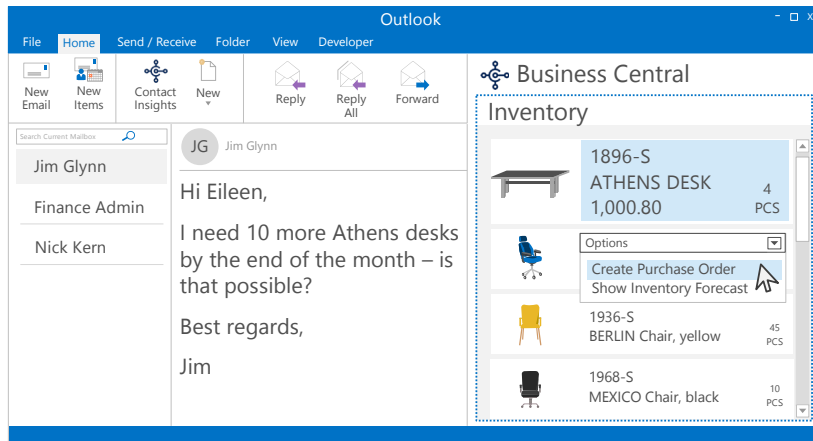 Outlook
File Home Send / Receive Folder View Developer
New Email
New Items
Contact Insights
New
Reply
Reply All
Forward
Business Central
Inventory
Search Current Mailbox
Jim Glynn
Finance Admin
Nick Kern
JG Jim Glynn
Hi Eileen,
I need 10 more Athens desks
by the end of the month – is
that possible?
Best regards,
Jim
1896-S
ATHENS DESK
1,000.80
4
PCS
Options
Create Purchase Order
Show Inventory Forecast
1936-S
BERLIN Chair, yellow
45
PCS
1968-S
MEXICO Chair, black
10
PCS